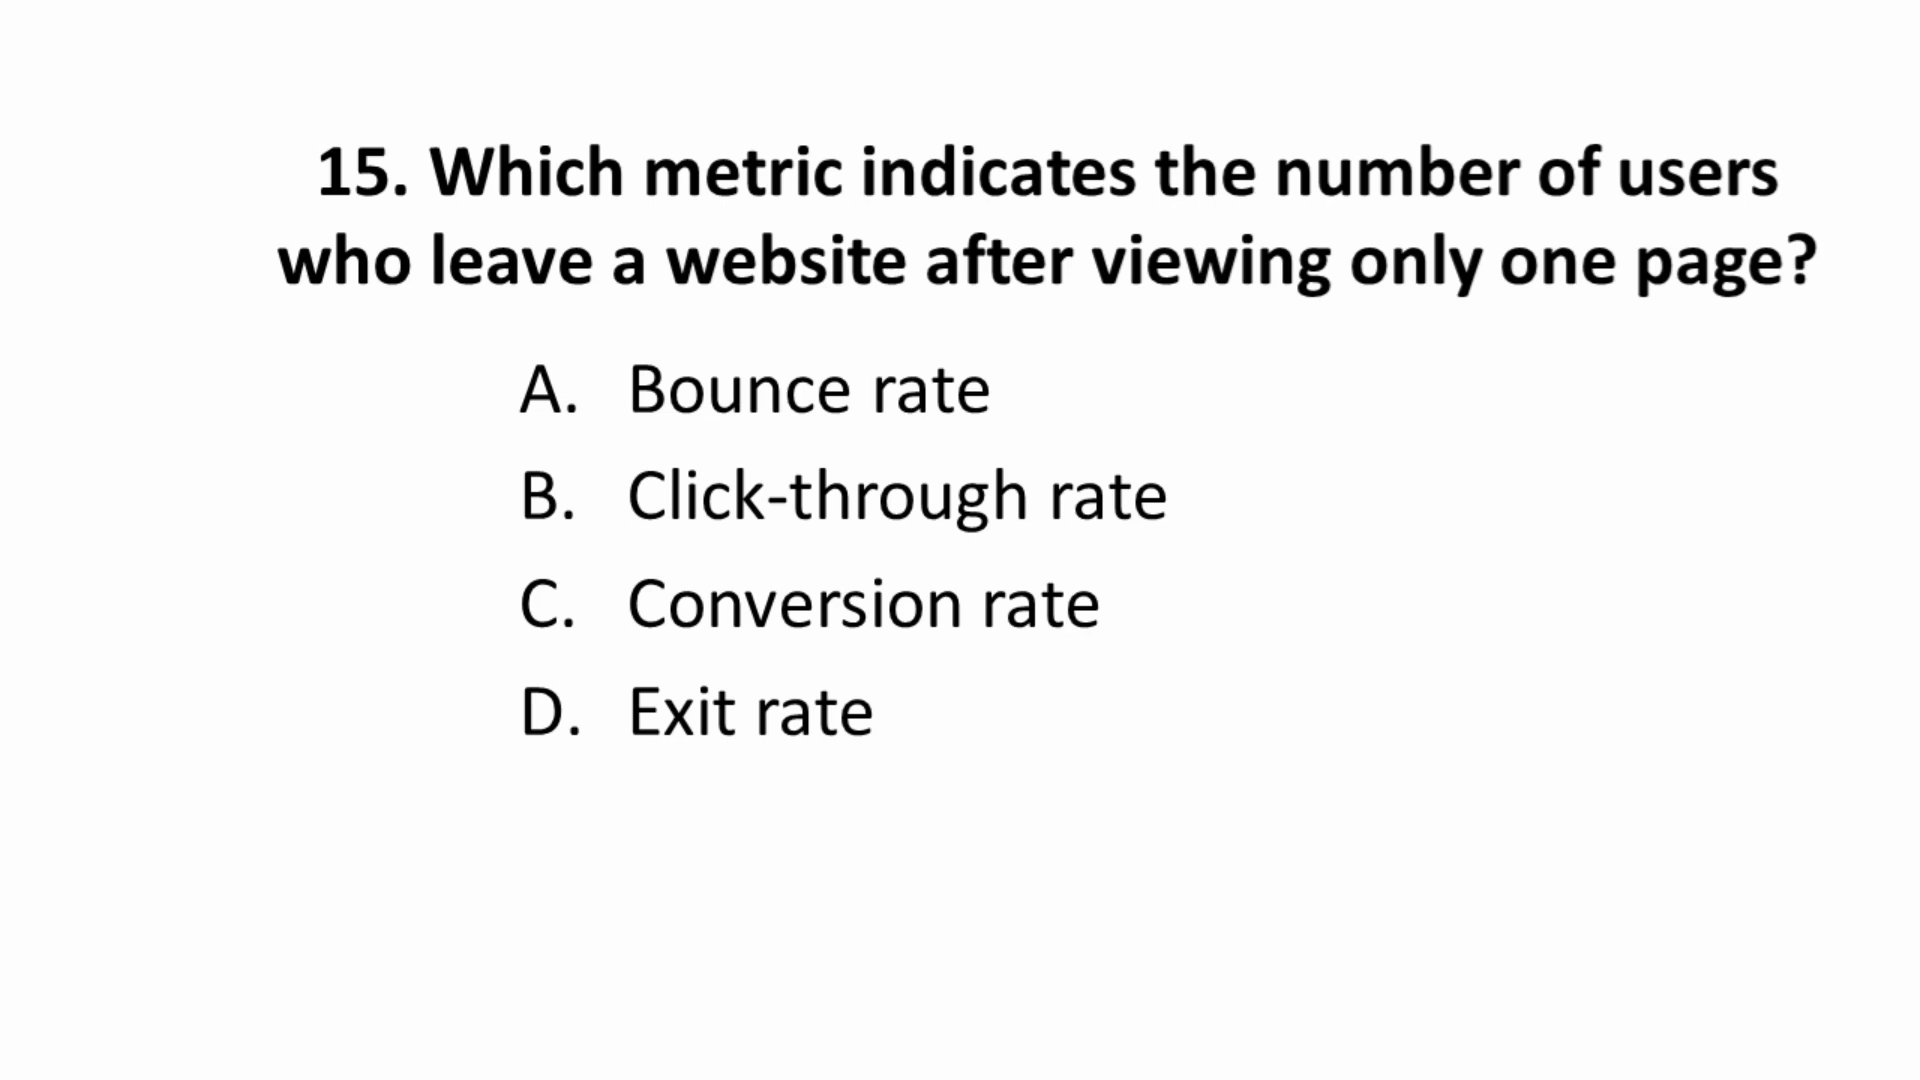 15. Which metric indicates the number of users
who leave a website after viewing only one page?
A. Bounce rate
B. Click-through rate
C. Conversion rate
D. Exit rate